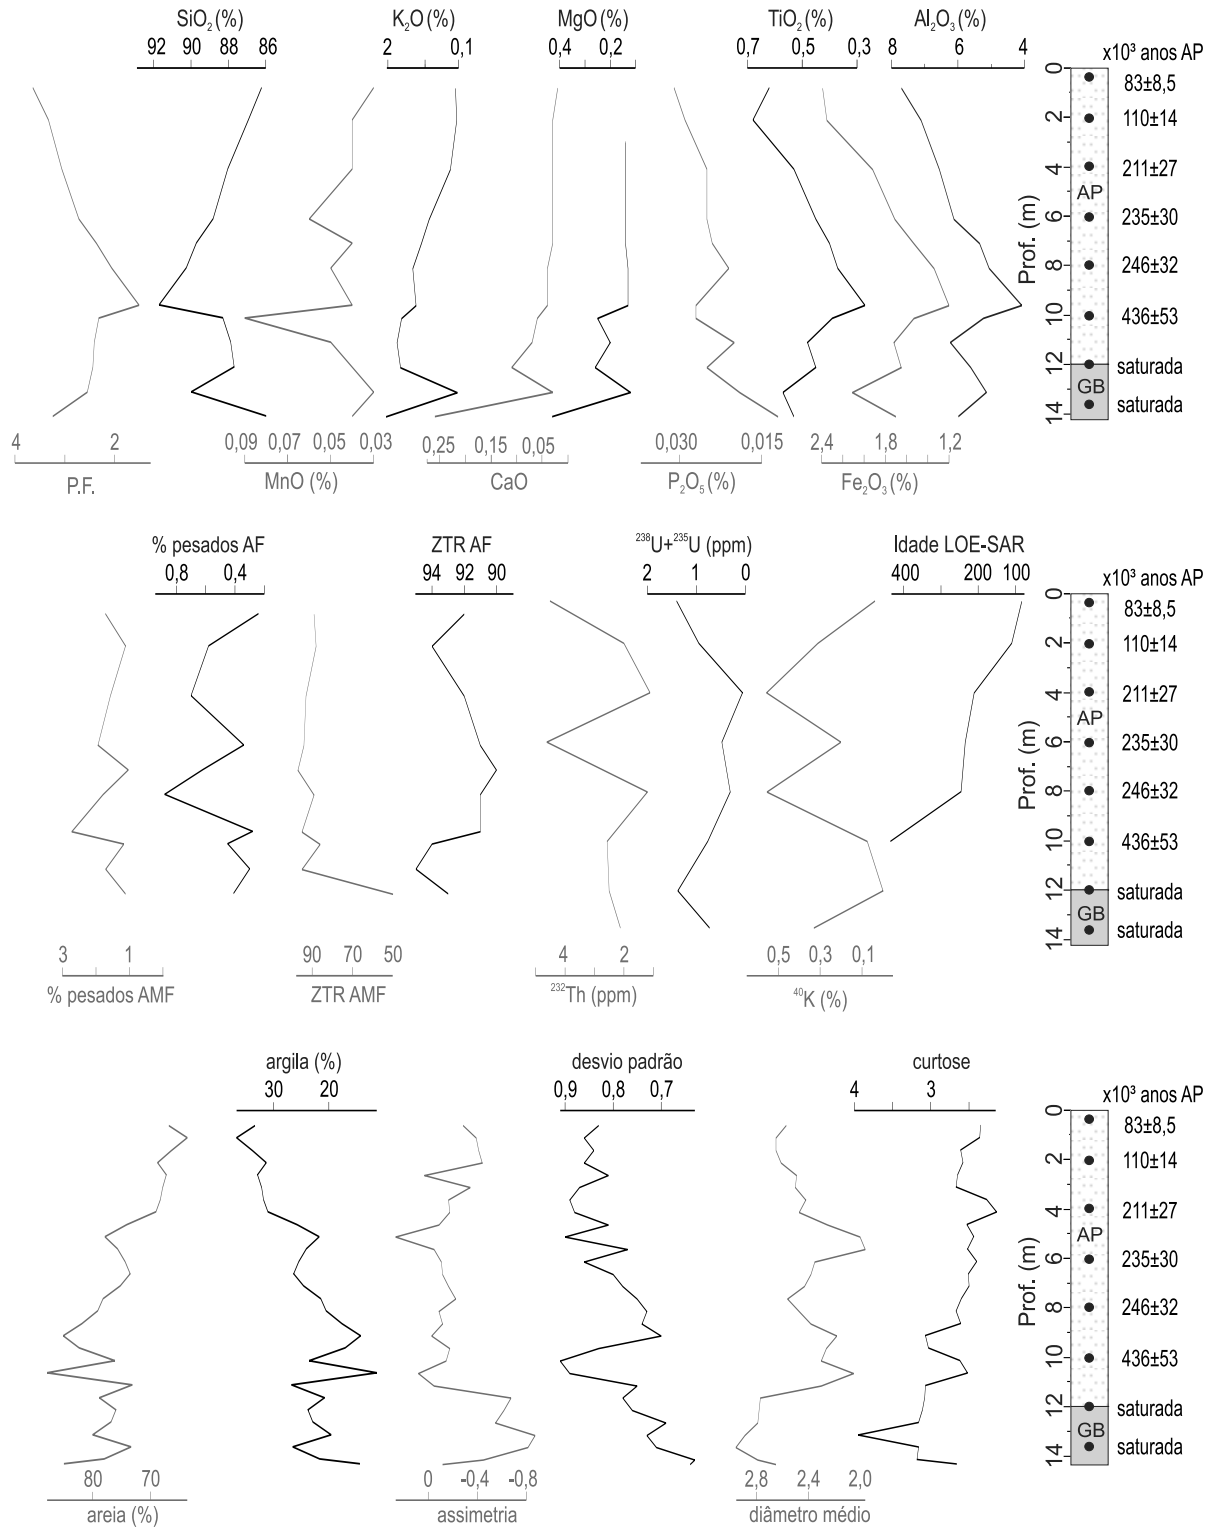 SiO₂ (%) K₂O (%) MgO (%) TiO₂ (%) Al₂O₃ (%)
92 90 88 86 2 0,1 0,4 0,2 0,7 0,5 0,3 8 6 4 x10³ anos AP
0 83±8,5
2 110±14
4 211±27
AP
6 235±30
Prof. (m)
8 246±32
10 436±53
12 saturada
GB
14 saturada
4 2 0,09 0,07 0,05 0,03 0,25 0,15 0,05 0,030 0,015 2,4 1,8 1,2
P.F. MnO (%) CaO P₂O₅ (%) Fe₂O₃ (%)
% pesados AF ZTR AF ²³⁸U+²³⁵U (ppm) Idade LOE-SAR
0,8 0,4 94 92 90 2 1 0 400 200 100 x10³ anos AP
0 83±8,5
2 110±14
4 211±27
AP
6 235±30
Prof. (m)
8 246±32
10 436±53
12 saturada
GB
14 saturada
3 1 90 70 50 4 2 0,5 0,3 0,1
% pesados AMF ZTR AMF ²³²Th (ppm) ⁴⁰K (%)
argila (%) desvio padrão curtose
30 20 0,9 0,8 0,7 4 3 x10³ anos AP
0 83±8,5
2 110±14
4 211±27
AP
6 235±30
Prof. (m)
8 246±32
10 436±53
12 saturada
GB
14 saturada
80 70 0 -0,4 -0,8 2,8 2,4 2,0
areia (%) assimetria diâmetro médio